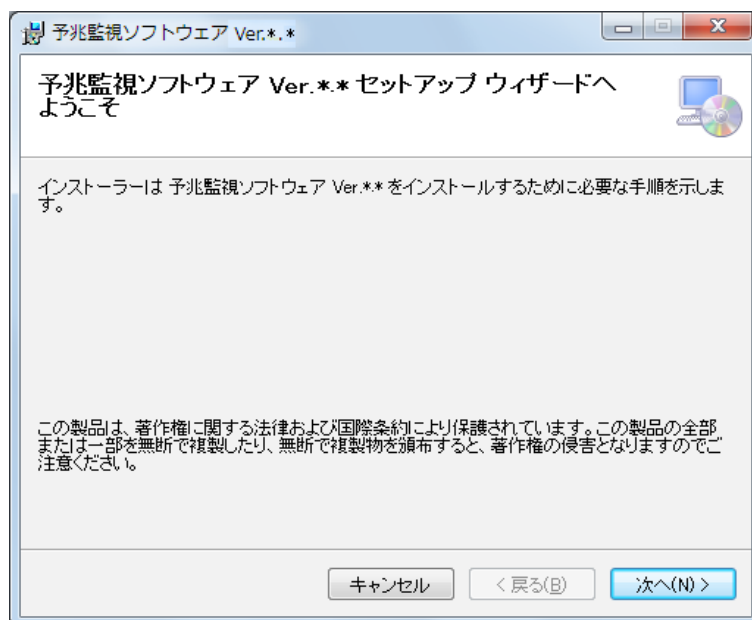 予兆監視ソフトウェア Ver.*.*
予兆監視ソフトウェア Ver.*.* セットアップ ウィザードへ
ようこそ
インストーラーは 予兆監視ソフトウェア Ver.*.* をインストールするために必要な手順を示しま
す。
この製品は、著作権に関する法律および国際条約により保護されています。この製品の全部
または一部を無断で複製したり、無断で複製物を頒布すると、著作権の侵害となりますのでご
注意ください。
キャンセル < 戻る(B) 次へ(N) >